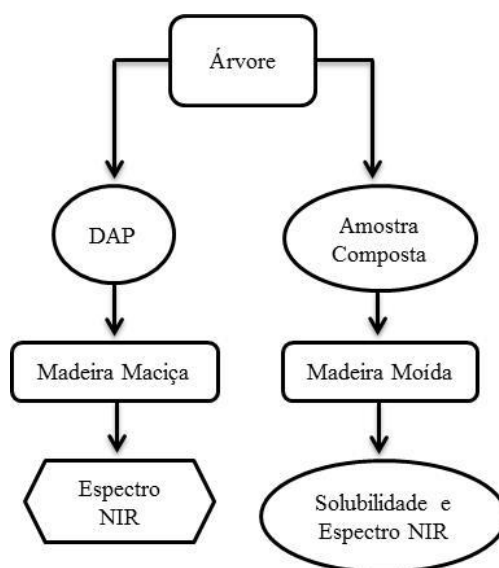 Árvore
DAP
Amostra
Composta
Madeira Maciça
Madeira Moída
Espectro
NIR
Solubilidade e
Espectro NIR